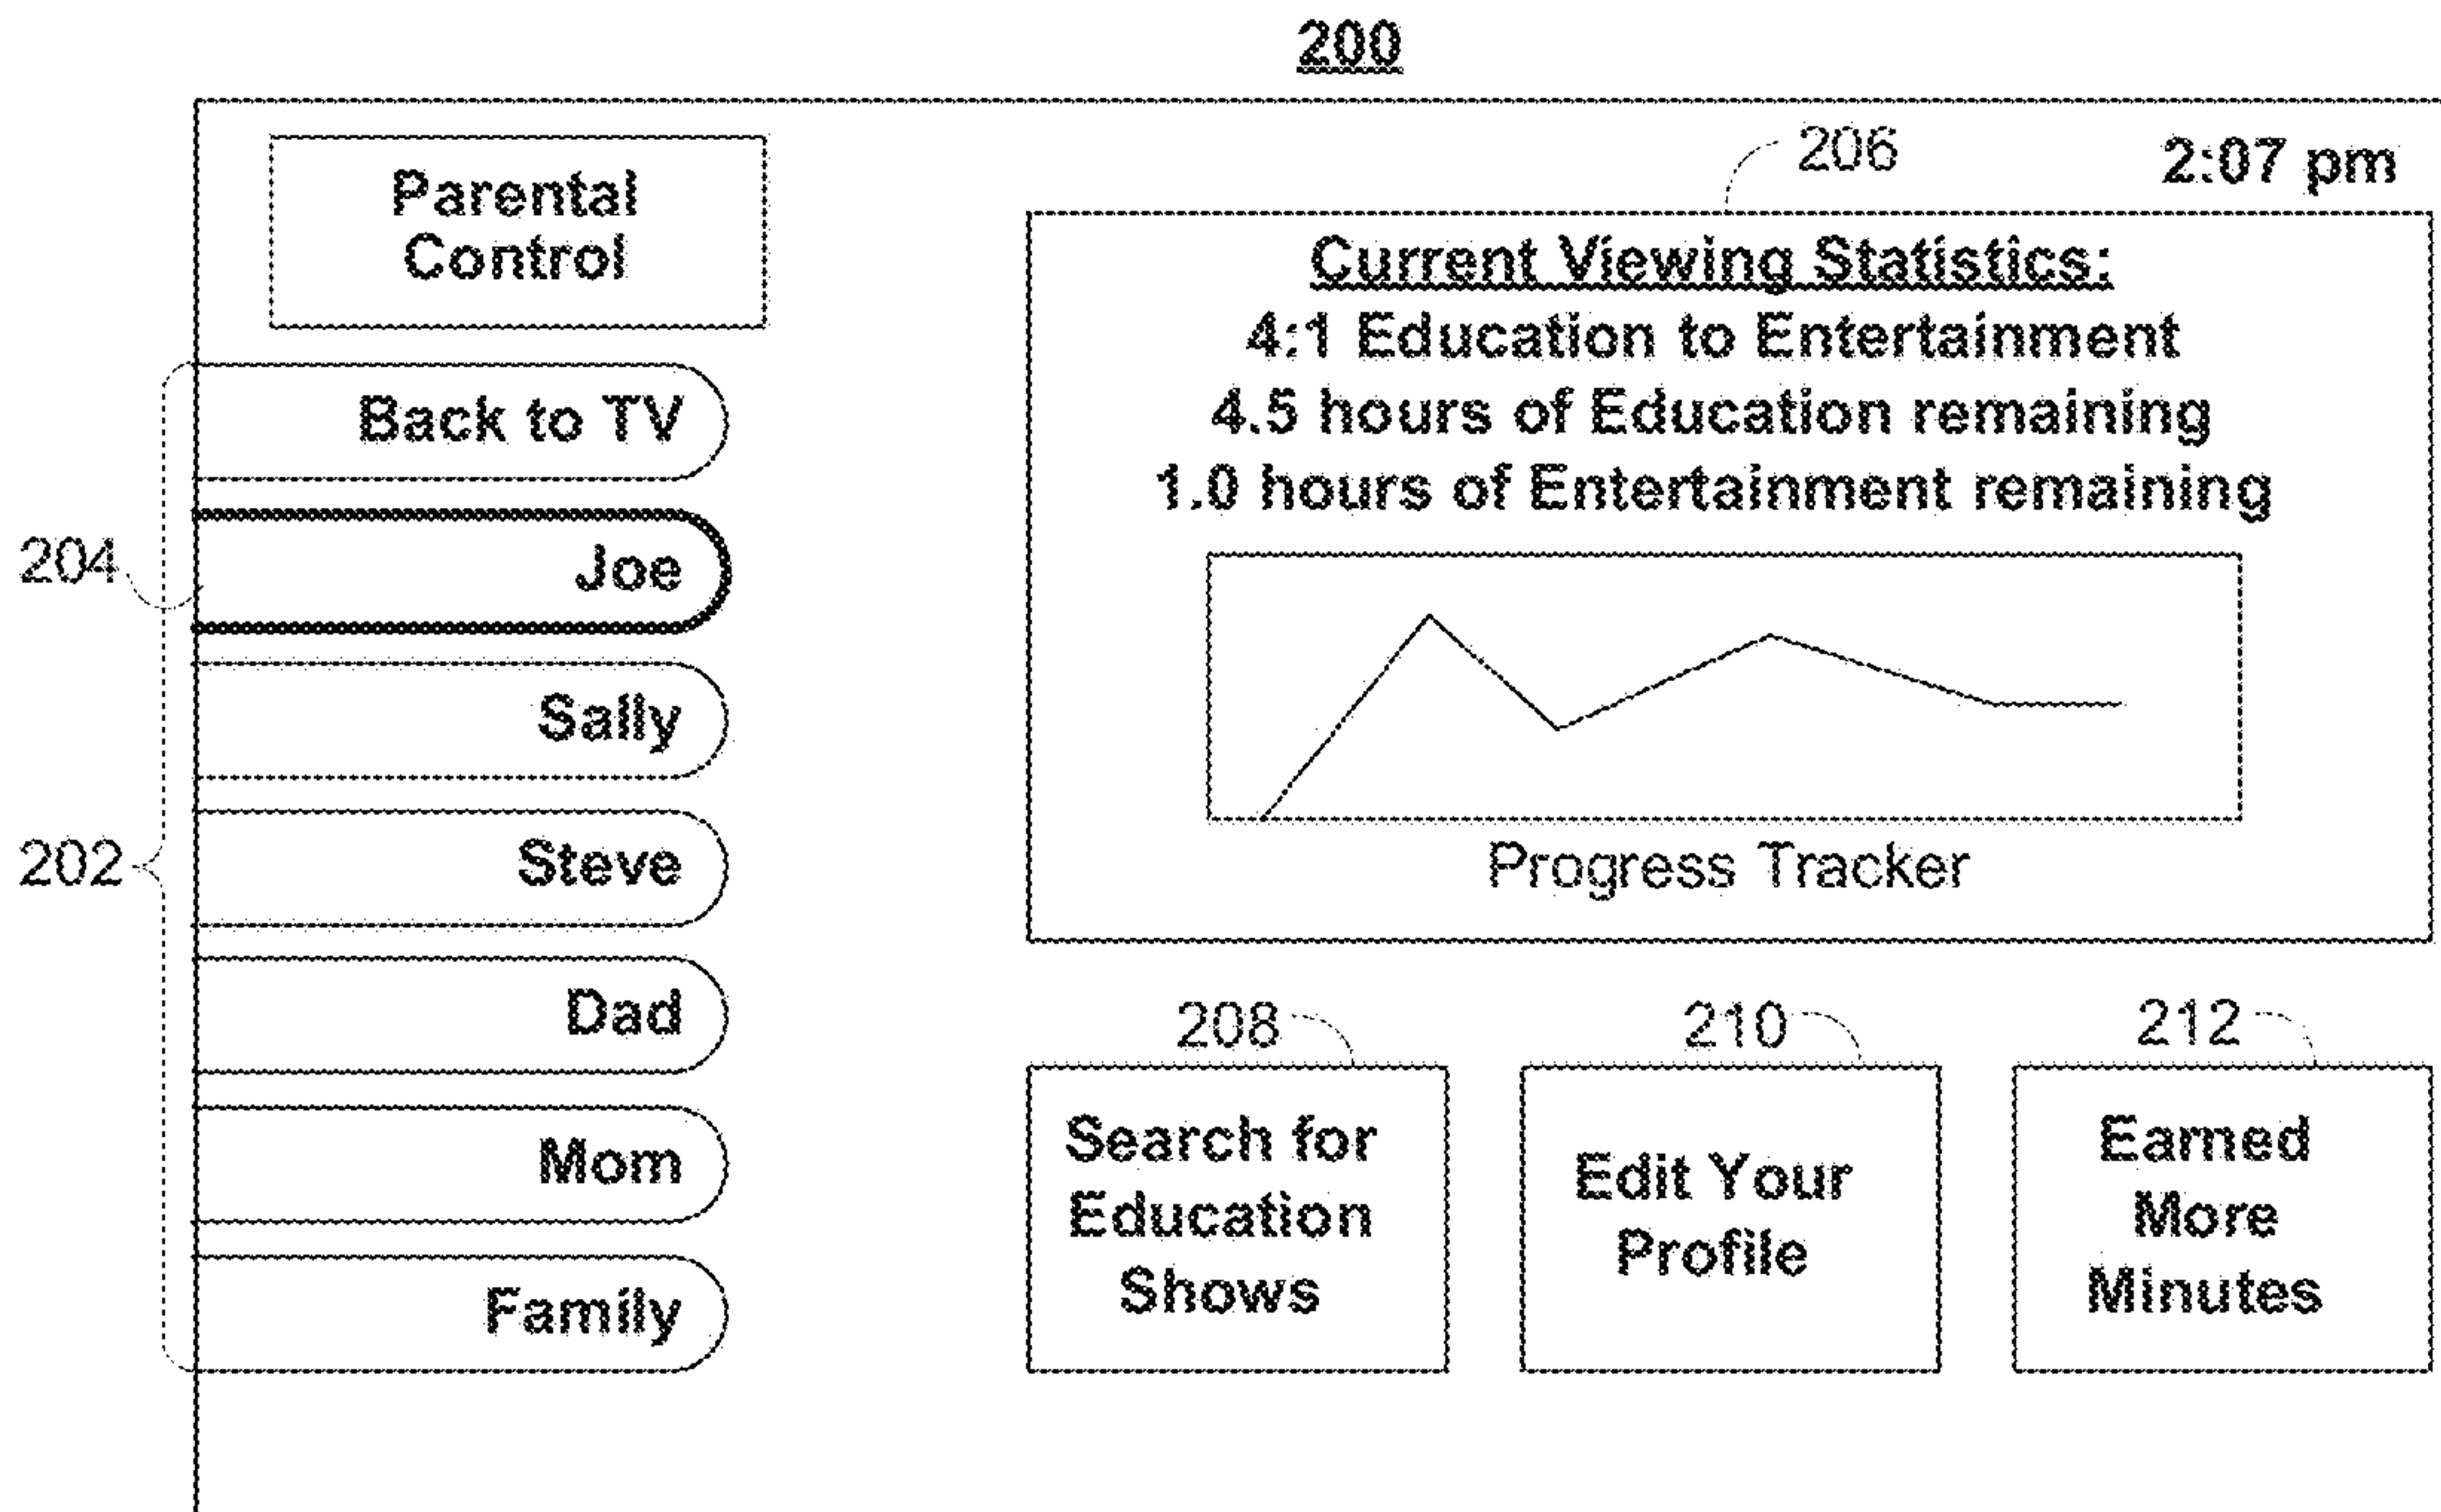 200
Parental
Control
Back to TV
204
Joe
Sally
202
Steve
Dad
Mom
Family
206
2:07 pm
Current Viewing Statistics:
4:1 Education to Entertainment
4.5 hours of Education remaining
1.0 hours of Entertainment remaining
Progress Tracker
208
Search for
Education
Shows
210
Edit Your
Profile
212
Earned
More
Minutes